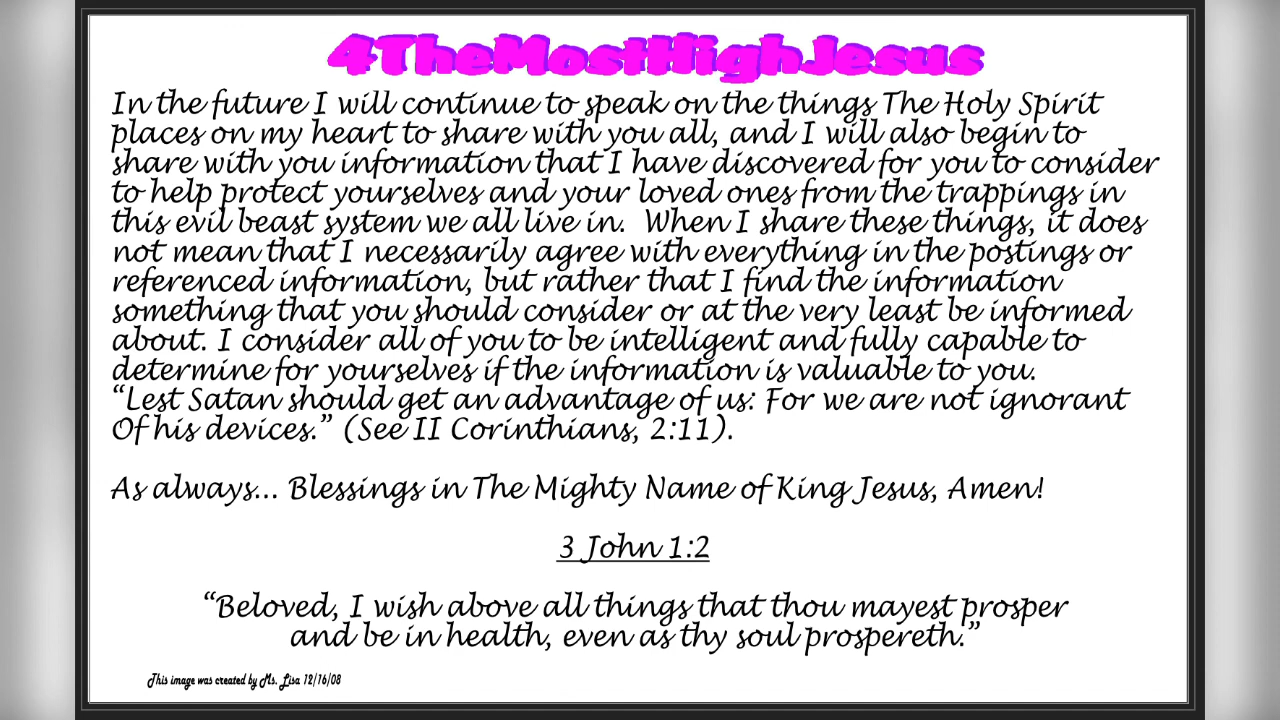 4TheMostHighJesus
In the future I will continue to speak on the things The Holy Spirit
places on my heart to share with you all, and I will also begin to
share with you information that I have discovered for you to consider
to help protect yourselves and your loved ones from the trappings in
this evil beast system we all live in.  When I share these things, it does
not mean that I necessarily agree with everything in the postings or
referenced information, but rather that I find the information
something that you should consider or at the very least be informed
about. I consider all of you to be intelligent and fully capable to
determine for yourselves if the information is valuable to you.
“Lest Satan should get an advantage of us: For we are not ignorant
Of his devices.” (See II Corinthians, 2:11).
As always... Blessings in The Mighty Name of King Jesus, Amen!
3 John 1:2
“Beloved, I wish above all things that thou mayest prosper
and be in health, even as thy soul prospereth.”
This image was created by Ms. Lisa 12/16/08